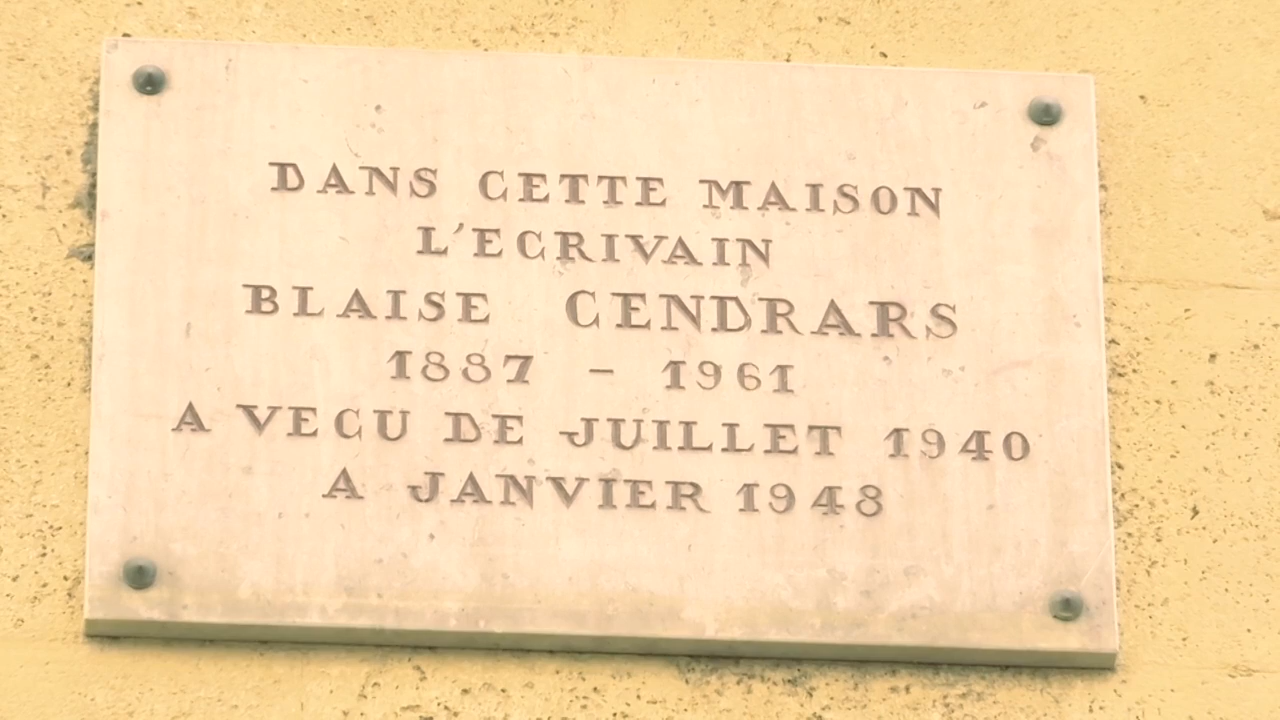 DANS CETTE MAISON
L'ECRIVAIN
BLAISE CENDRARS
1887 - 1961
A VECU DE JUILLET 1940
A JANVIER 1948